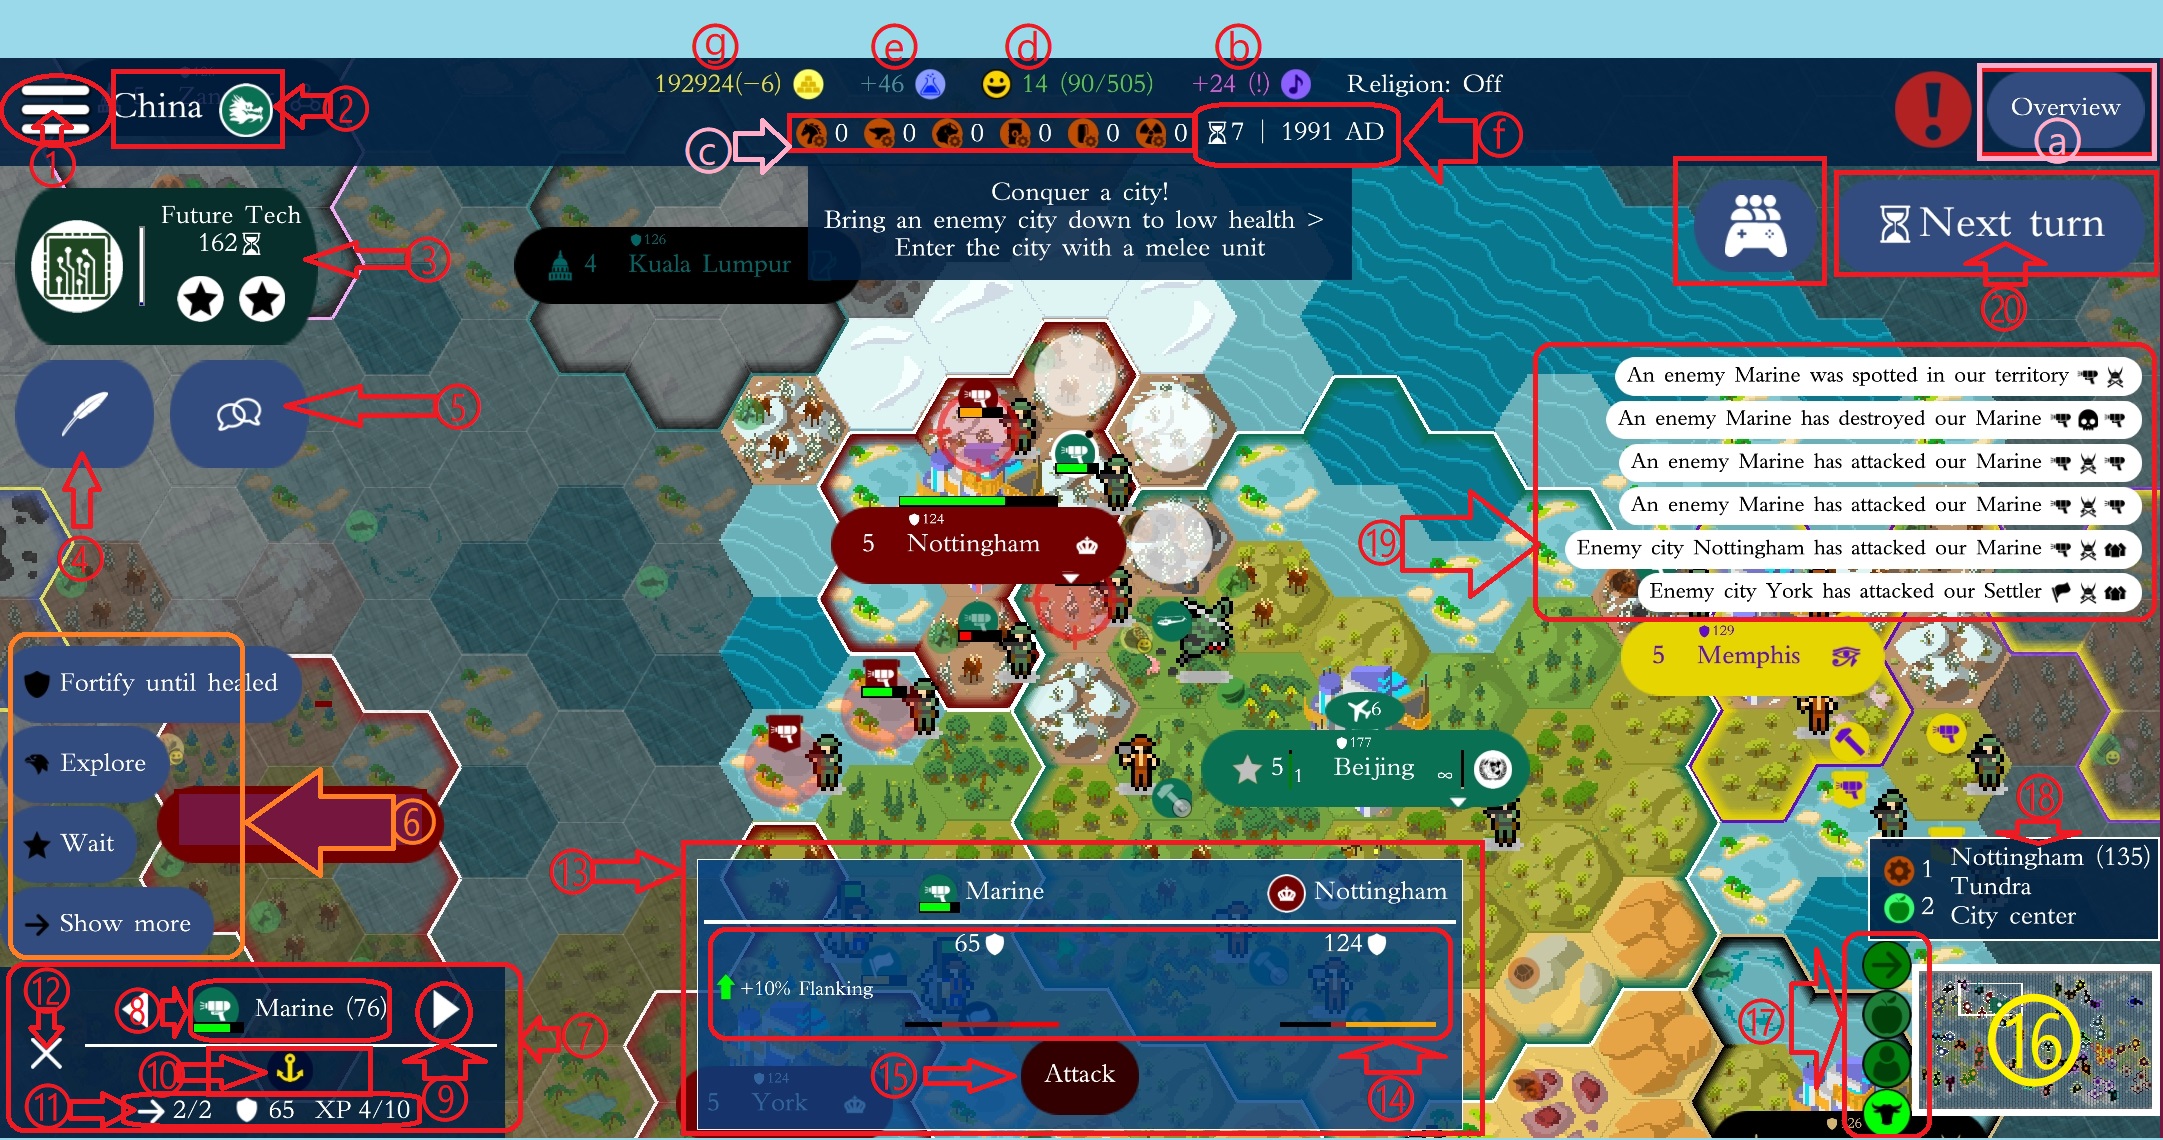 g
e
d
b
192924(−6)
+46
14 (90/505)
+24 (!)
Religion: Off
China
2
1
c
0 0 0 0 0 0
7 | 1991 AD
f
Overview
a
Future Tech
162
3
Conquer a city!
Bring an enemy city down to low health >
Enter the city with a melee unit
126
4 Kuala Lumpur
Next turn
20
5
4
An enemy Marine was spotted in our territory
An enemy Marine has destroyed our Marine
An enemy Marine has attacked our Marine
An enemy Marine has attacked our Marine
Enemy city Nottingham has attacked our Marine
Enemy city York has attacked our Settler
19
124
5 Nottingham
129
5 Memphis
Fortify until healed
Explore
Wait
Show more
6
6
177
5 1 Beijing ∞
18
Nottingham (135)
1 Tundra
2 City center
13
Marine
Nottingham
65
124
+10% Flanking
15
Attack
14
124
5 York
12
8
Marine (76)
7
10
11
2/2 65 XP 4/10
9
17
16
126